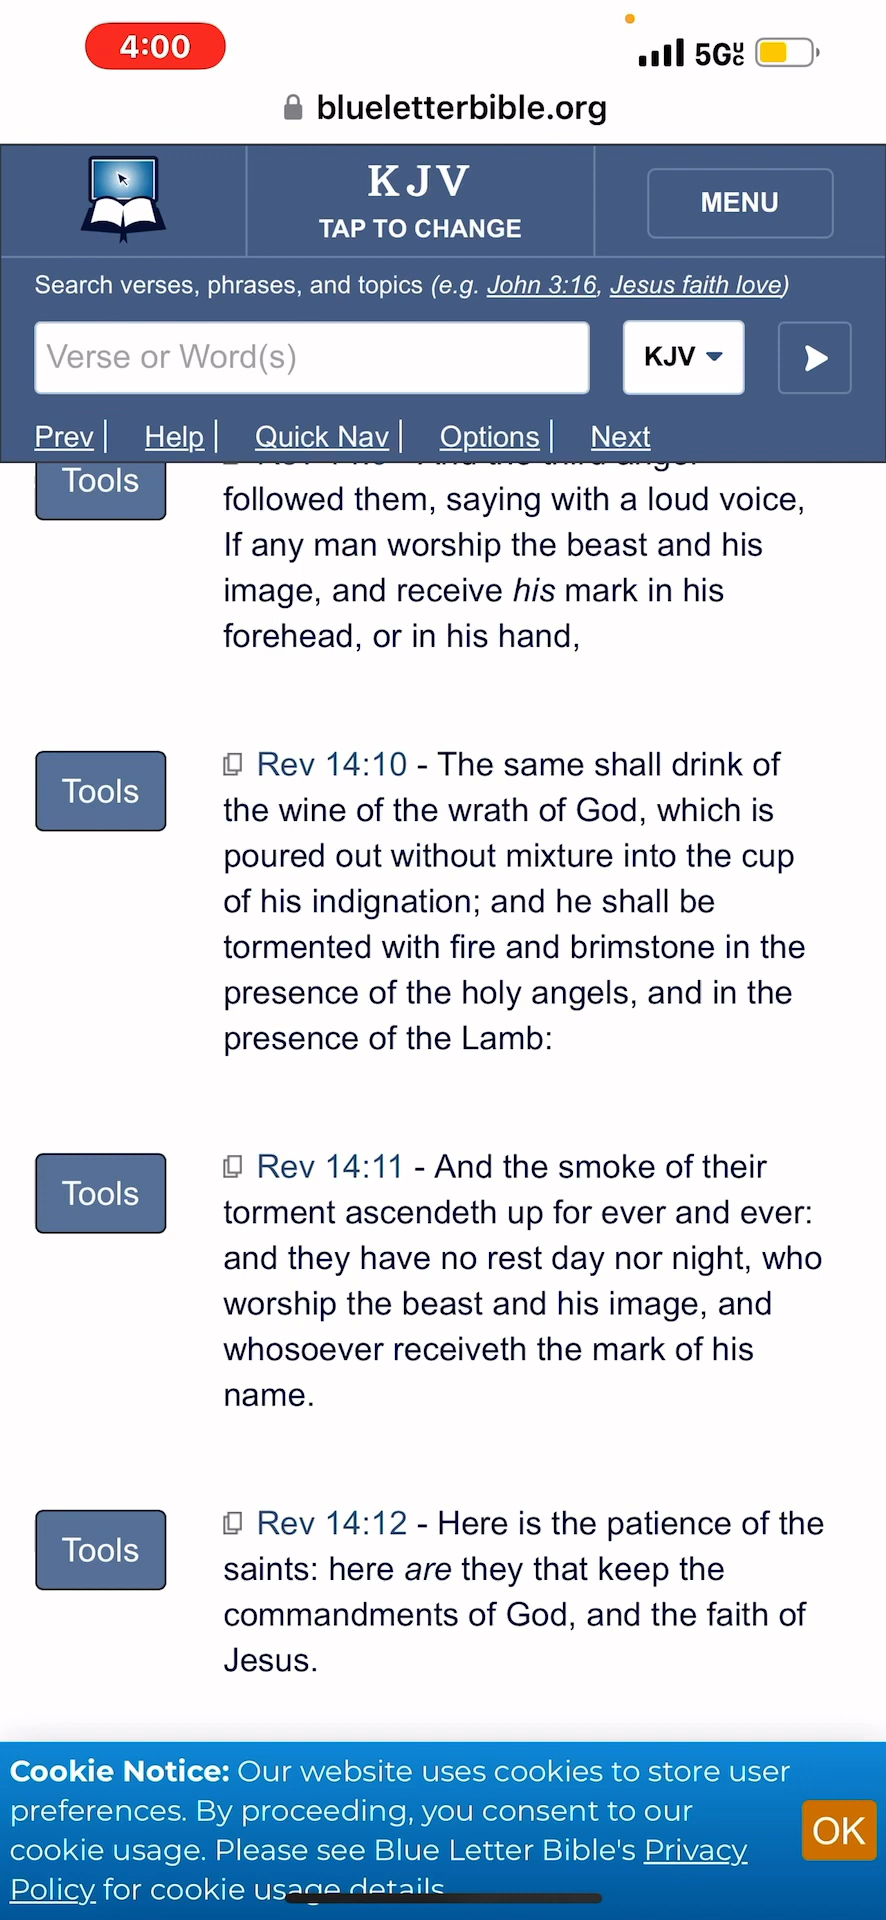 4:00
5G
blueletterbible.org
KJV
TAP TO CHANGE
MENU
Search verses, phrases, and topics (e.g. John 3:16, Jesus faith love)
Verse or Word(s)
KJV
Prev | Help | Quick Nav | Options | Next
Tools
followed them, saying with a loud voice,
If any man worship the beast and his
image, and receive his mark in his
forehead, or in his hand,
Tools
Rev 14:10 - The same shall drink of
the wine of the wrath of God, which is
poured out without mixture into the cup
of his indignation; and he shall be
tormented with fire and brimstone in the
presence of the holy angels, and in the
presence of the Lamb:
Tools
Rev 14:11 - And the smoke of their
torment ascendeth up for ever and ever:
and they have no rest day nor night, who
worship the beast and his image, and
whosoever receiveth the mark of his
name.
Tools
Rev 14:12 - Here is the patience of the
saints: here are they that keep the
commandments of God, and the faith of
Jesus.
Cookie Notice: Our website uses cookies to store user
preferences. By proceeding, you consent to our
cookie usage. Please see Blue Letter Bible's Privacy
Policy for cookie usage details
OK